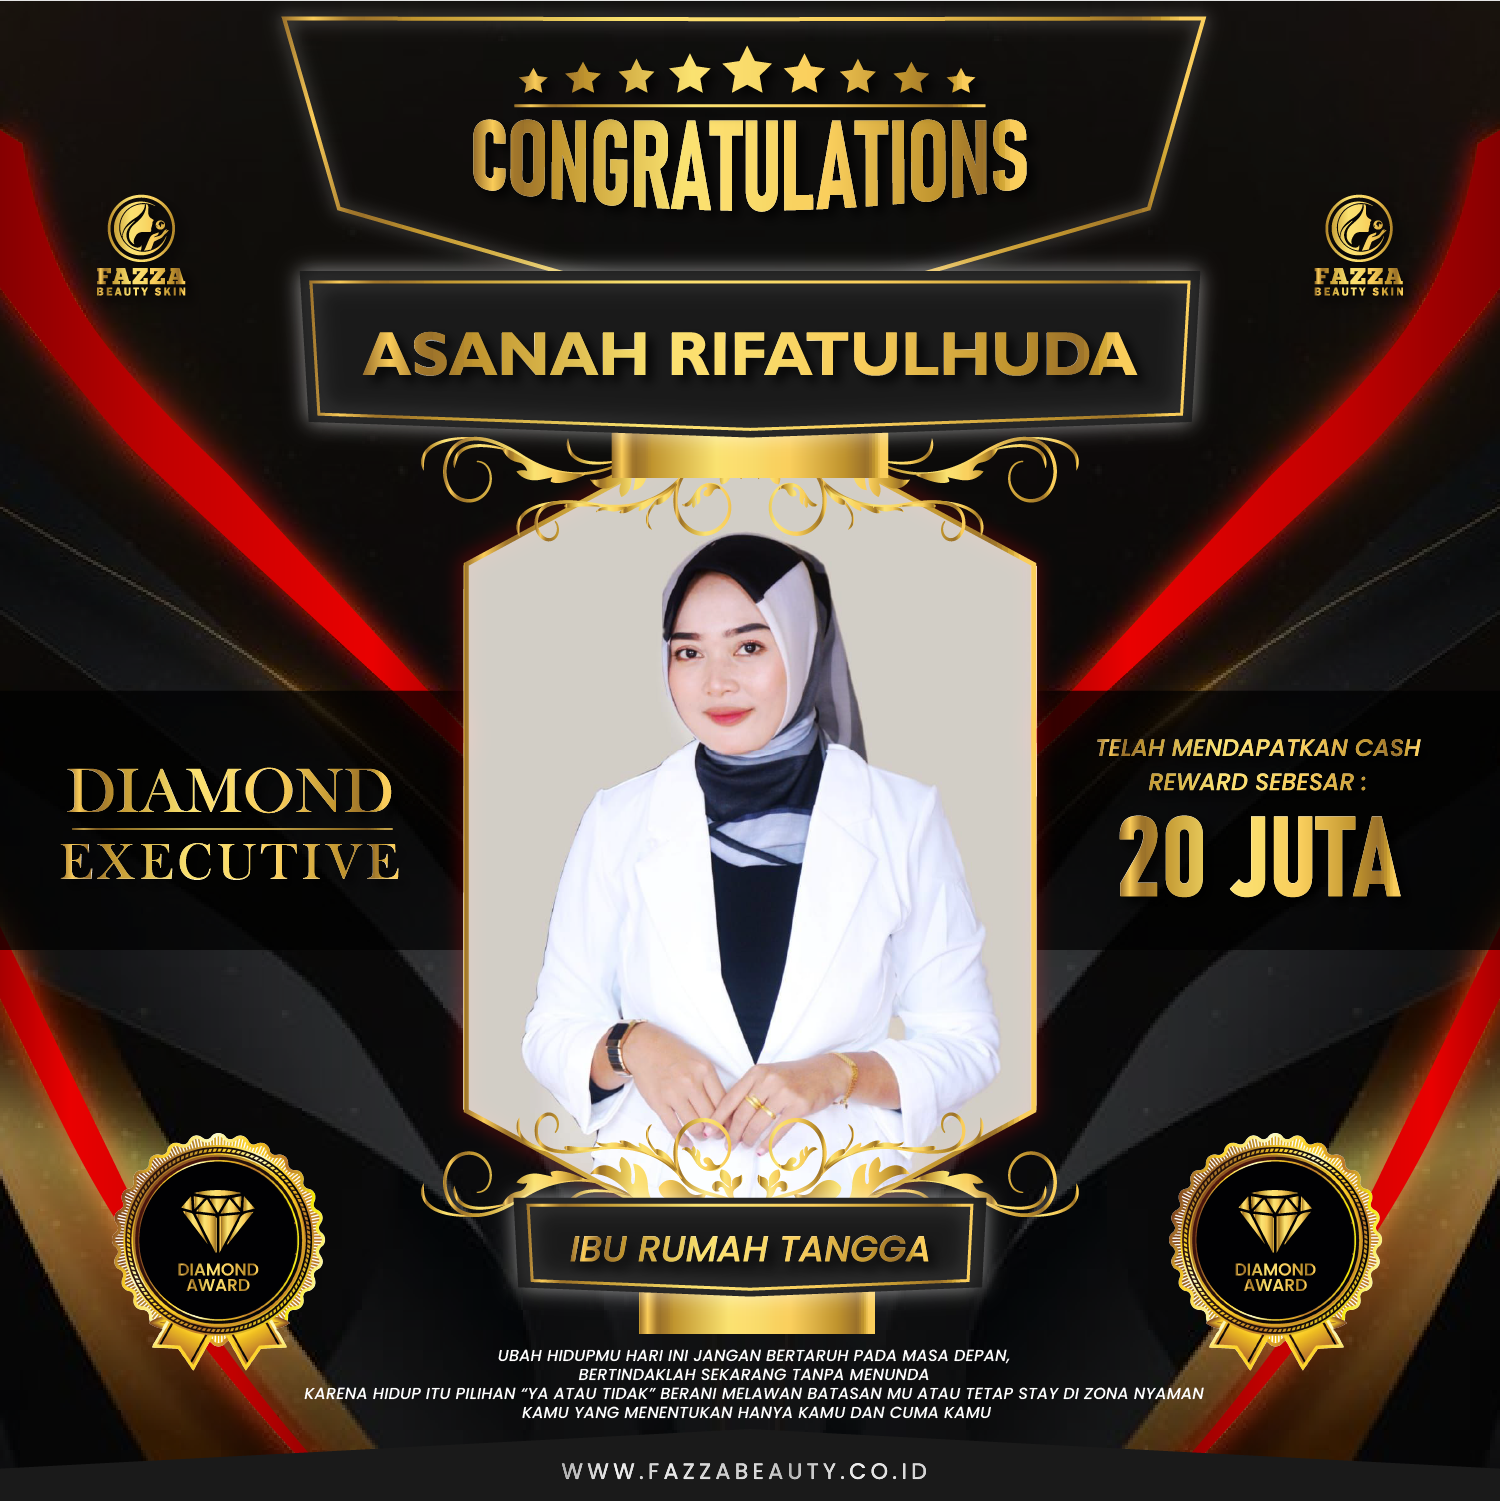 CONGRATULATIONS
FAZZA
BEAUTY SKIN
FAZZA
BEAUTY SKIN
ASANAH RIFATULHUDA
DIAMOND
EXECUTIVE
TELAH MENDAPATKAN CASH
REWARD SEBESAR :
20 JUTA
DIAMOND
AWARD
DIAMOND
AWARD
IBU RUMAH TANGGA
UBAH HIDUPMU HARI INI JANGAN BERTARUH PADA MASA DEPAN,
BERTINDAKLAH SEKARANG TANPA MENUNDA
KARENA HIDUP ITU PILIHAN “YA ATAU TIDAK” BERANI MELAWAN BATASAN MU ATAU TETAP STAY DI ZONA NYAMAN
KAMU YANG MENENTUKAN HANYA KAMU DAN CUMA KAMU
WWW.FAZZABEAUTY.CO.ID